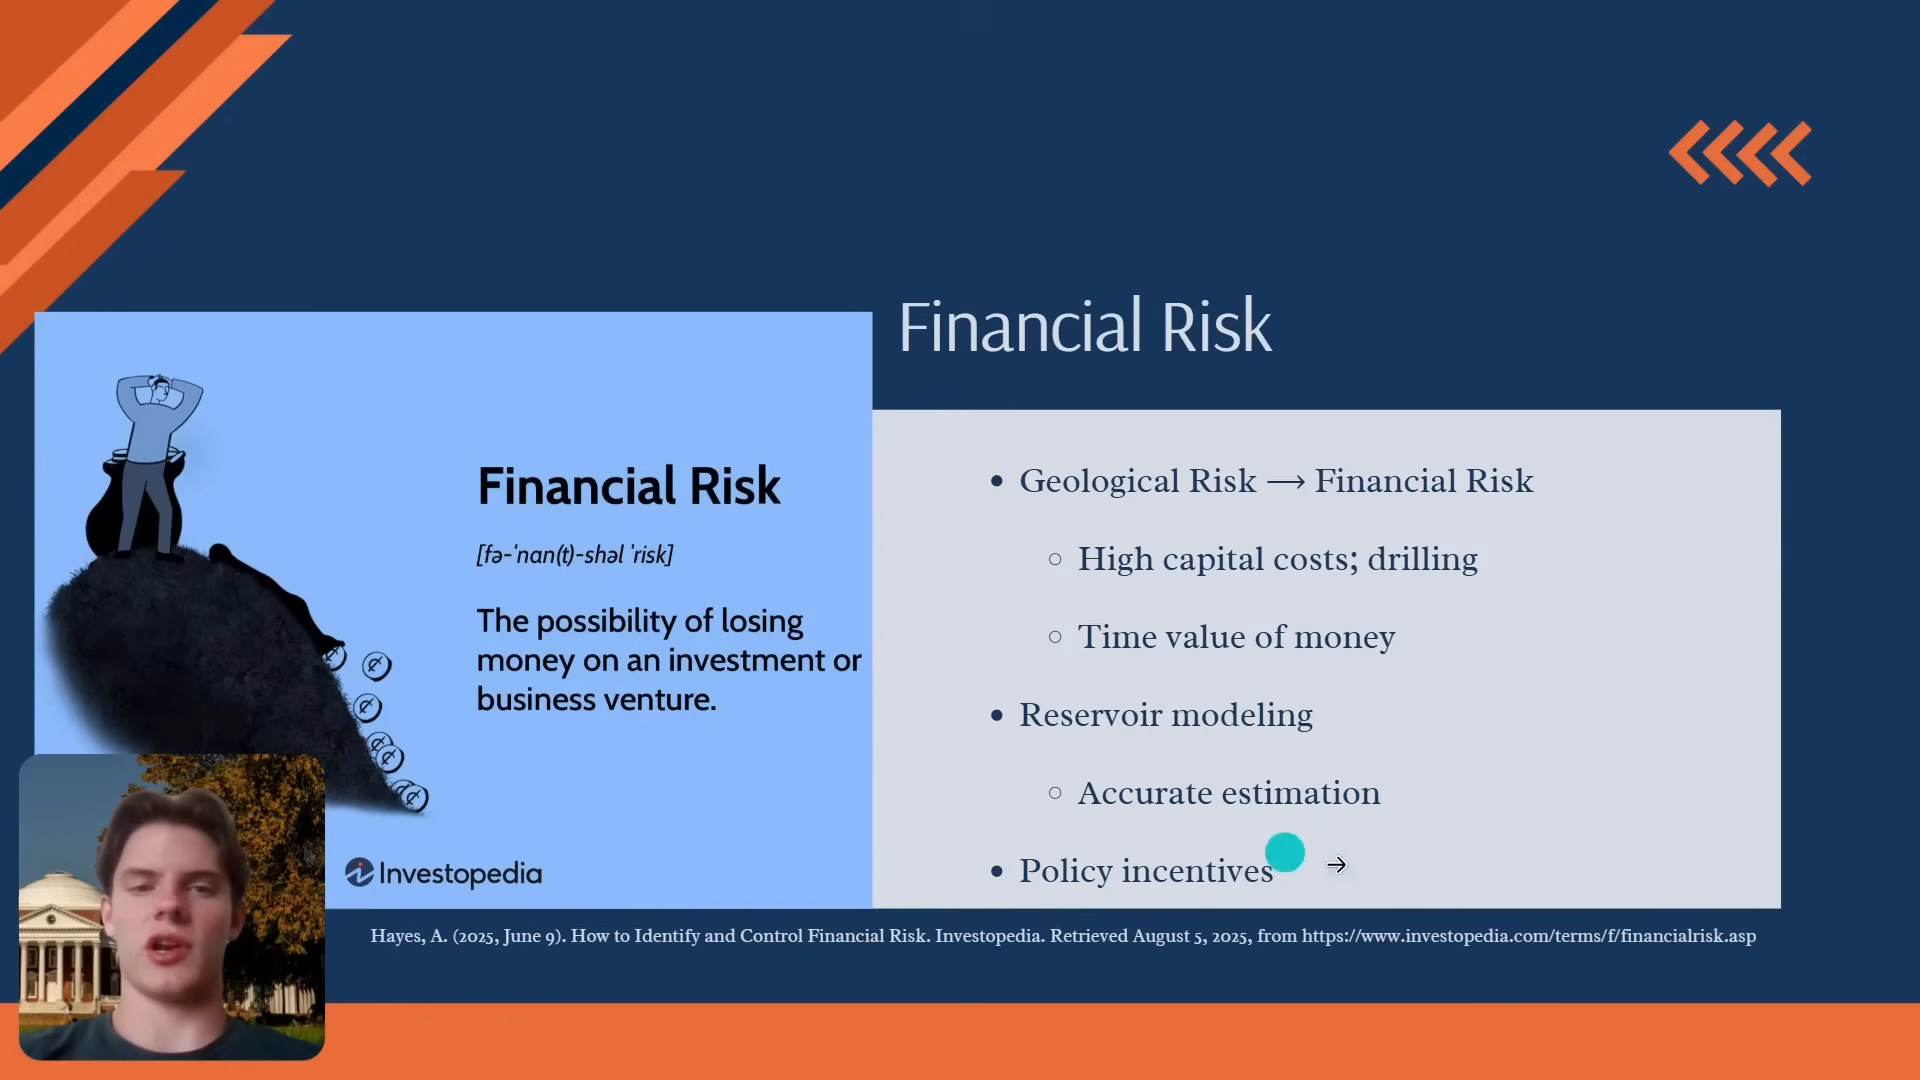 Financial Risk
Financial Risk
[fə-ˈnan(t)-shəl ˈrisk]
The possibility of losing
money on an investment or
business venture.
Investopedia
• Geological Risk ⟶ Financial Risk
○ High capital costs; drilling
○ Time value of money
• Reservoir modeling
○ Accurate estimation
• Policy incentives
Hayes, A. (2025, June 9). How to Identify and Control Financial Risk. Investopedia. Retrieved August 5, 2025, from https://www.investopedia.com/terms/f/financialrisk.asp